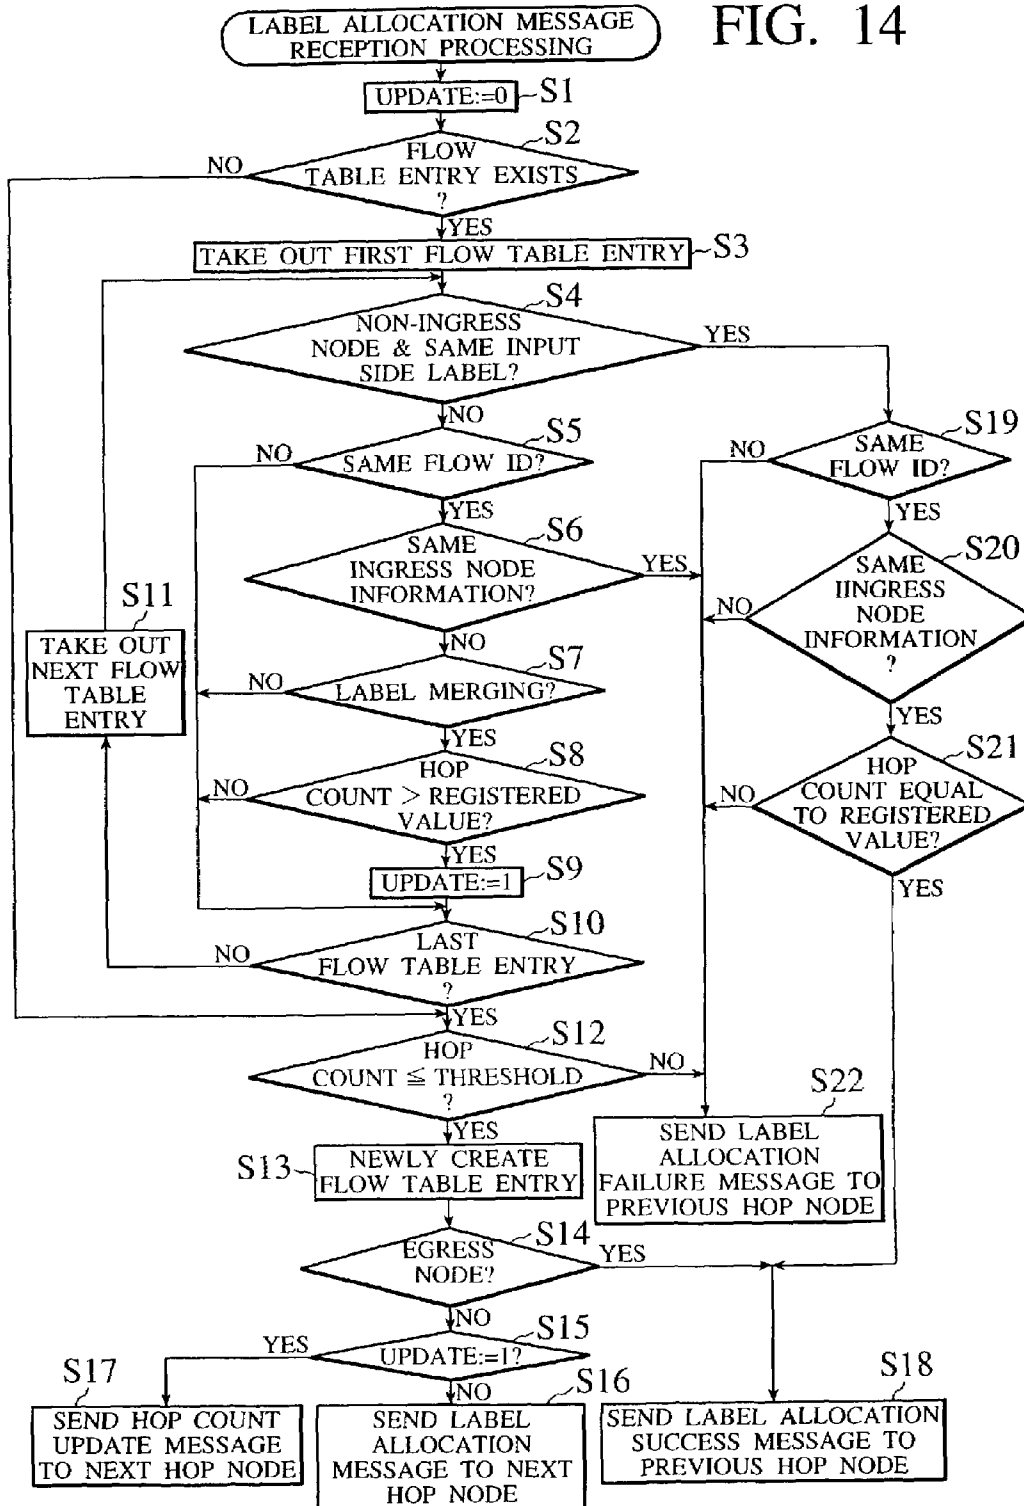 LABEL ALLOCATION MESSAGE
RECEPTION PROCESSING
FIG. 14
UPDATE:=0
S1
S2
NO
FLOW
TABLE ENTRY EXISTS
?
YES
TAKE OUT FIRST FLOW TABLE ENTRY
S3
S4
NON-INGRESS
NODE & SAME INPUT
SIDE LABEL?
YES
NO
S5
NO
SAME FLOW ID?
YES
S19
NO
SAME
FLOW ID?
YES
S6
SAME
INGRESS NODE
INFORMATION?
YES
NO
S20
SAME
IINGRESS
NODE
INFORMATION
?
NO
YES
S11
TAKE OUT
NEXT FLOW
TABLE
ENTRY
S7
NO
LABEL MERGING?
YES
S8
NO
HOP
COUNT > REGISTERED
VALUE?
YES
S21
NO
HOP
COUNT EQUAL
TO REGISTERED
VALUE?
YES
UPDATE:=1
S9
S10
NO
LAST
FLOW TABLE ENTRY
?
YES
S12
HOP
COUNT ≦ THRESHOLD
?
NO
YES
S22
SEND LABEL
ALLOCATION
FAILURE MESSAGE TO
PREVIOUS HOP NODE
S13
NEWLY CREATE
FLOW TABLE ENTRY
S14
EGRESS
NODE?
YES
NO
S15
YES
UPDATE:=1?
NO
S17
SEND HOP COUNT
UPDATE MESSAGE
TO NEXT HOP NODE
S16
SEND LABEL
ALLOCATION
MESSAGE TO NEXT
HOP NODE
S18
SEND LABEL ALLOCATION
SUCCESS MESSAGE TO
PREVIOUS HOP NODE